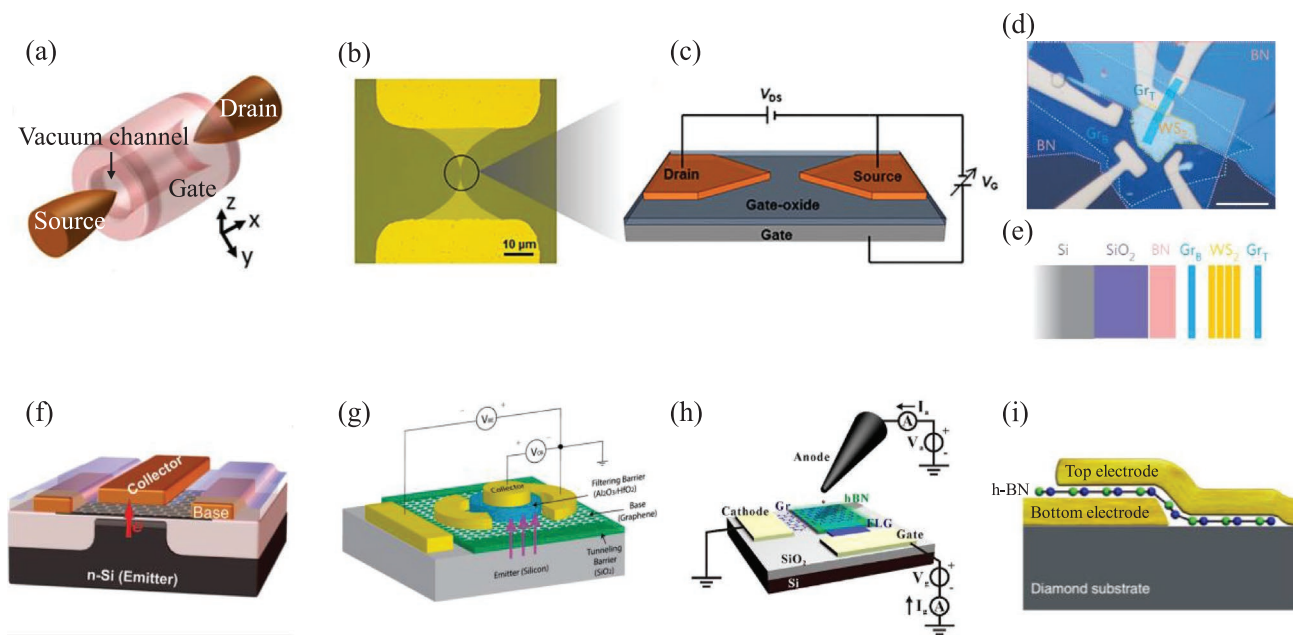 (a)
Drain
Vacuum channel
Gate
Source
z
x
y
(b)
10 µm
(c)
V_DS
Drain
Source
V_G
Gate-oxide
Gate
(d)
BN
Gr_T
WS_2
Gr_B
BN
(e)
Si SiO_2 BN Gr_B WS_2 Gr_T
(f)
Collector
Base
e
n-Si (Emitter)
(g)
- +
V_BE
+ -
V_CB
Collector
Filtering Barrier
(Al_2O_3/HfO_2)
Base
(Graphene)
Tunneling
Barrier
(SiO_2)
Emitter (Silicon)
(h)
I_a
A
+
V_a
-
Anode
hBN
Gr
Cathode
FLG
Gate
SiO_2
Si
+
V_g
-
I_g
A
(i)
Top electrode
h-BN
Bottom electrode
Diamond substrate